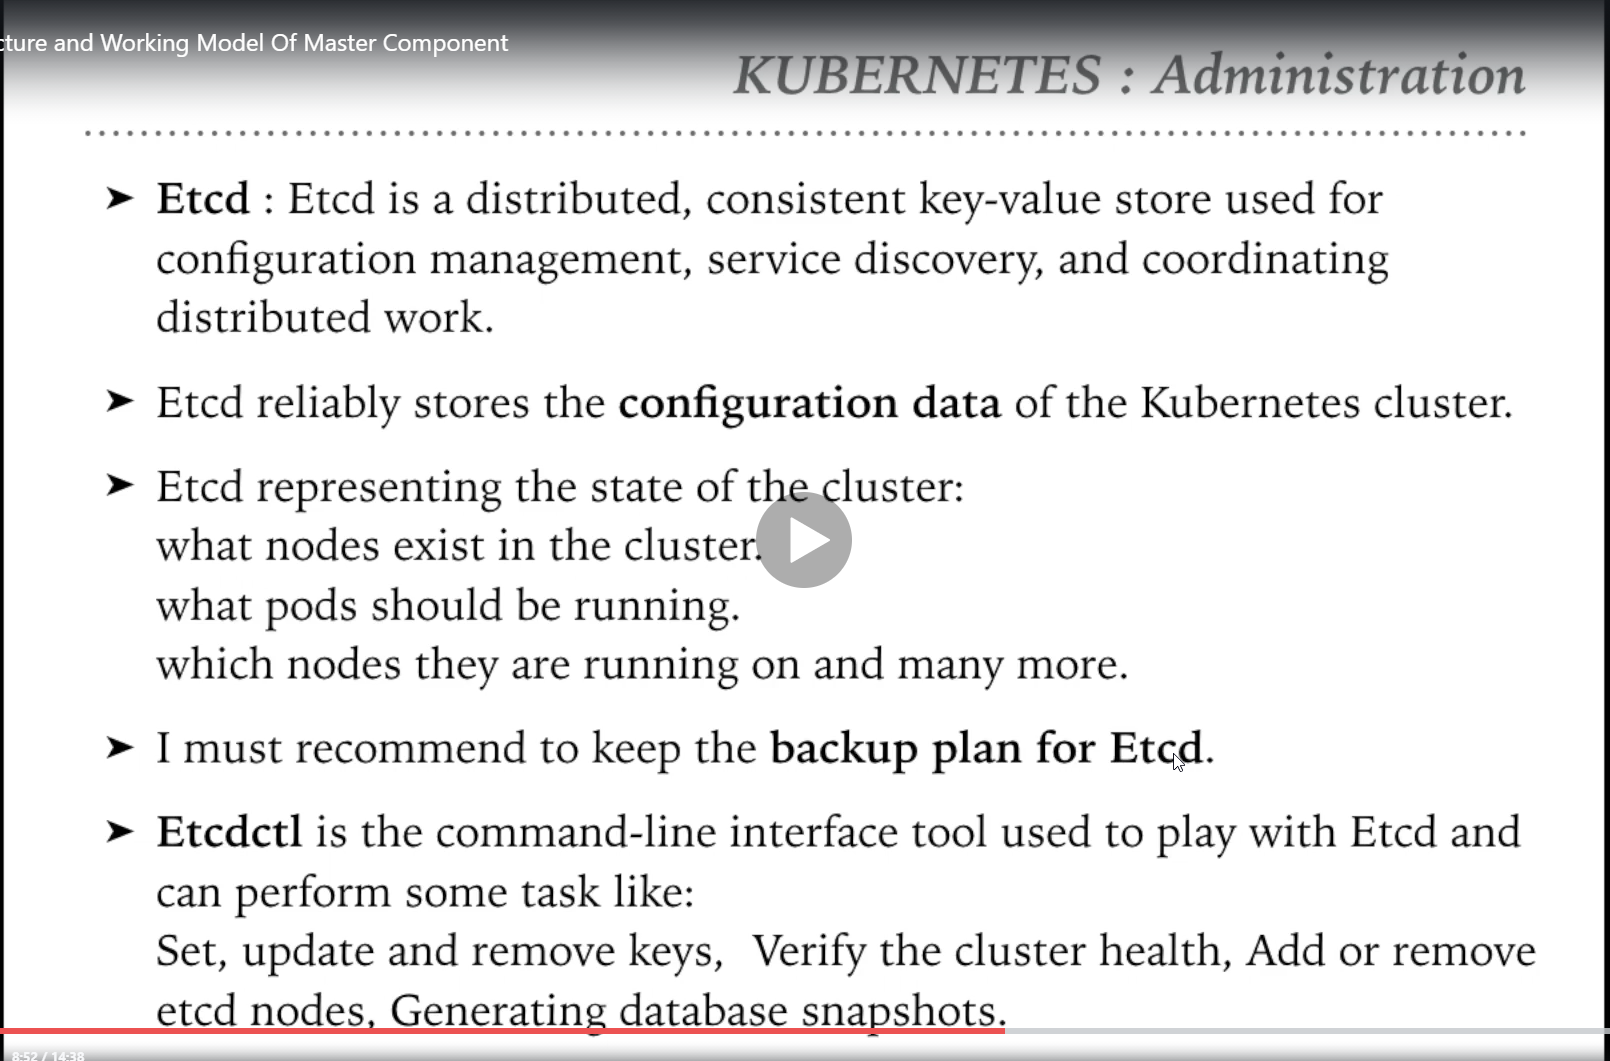 cture and Working Model Of Master Component
KUBERNETES : Administration
➤ Etcd : Etcd is a distributed, consistent key-value store used for
configuration management, service discovery, and coordinating
distributed work.
➤ Etcd reliably stores the configuration data of the Kubernetes cluster.
➤ Etcd representing the state of the cluster:
what nodes exist in the cluster.
what pods should be running.
which nodes they are running on and many more.
➤ I must recommend to keep the backup plan for Etcd.
➤ Etcdctl is the command-line interface tool used to play with Etcd and
can perform some task like:
Set, update and remove keys, Verify the cluster health, Add or remove
etcd nodes, Generating database snapshots.
8:52 / 14:38